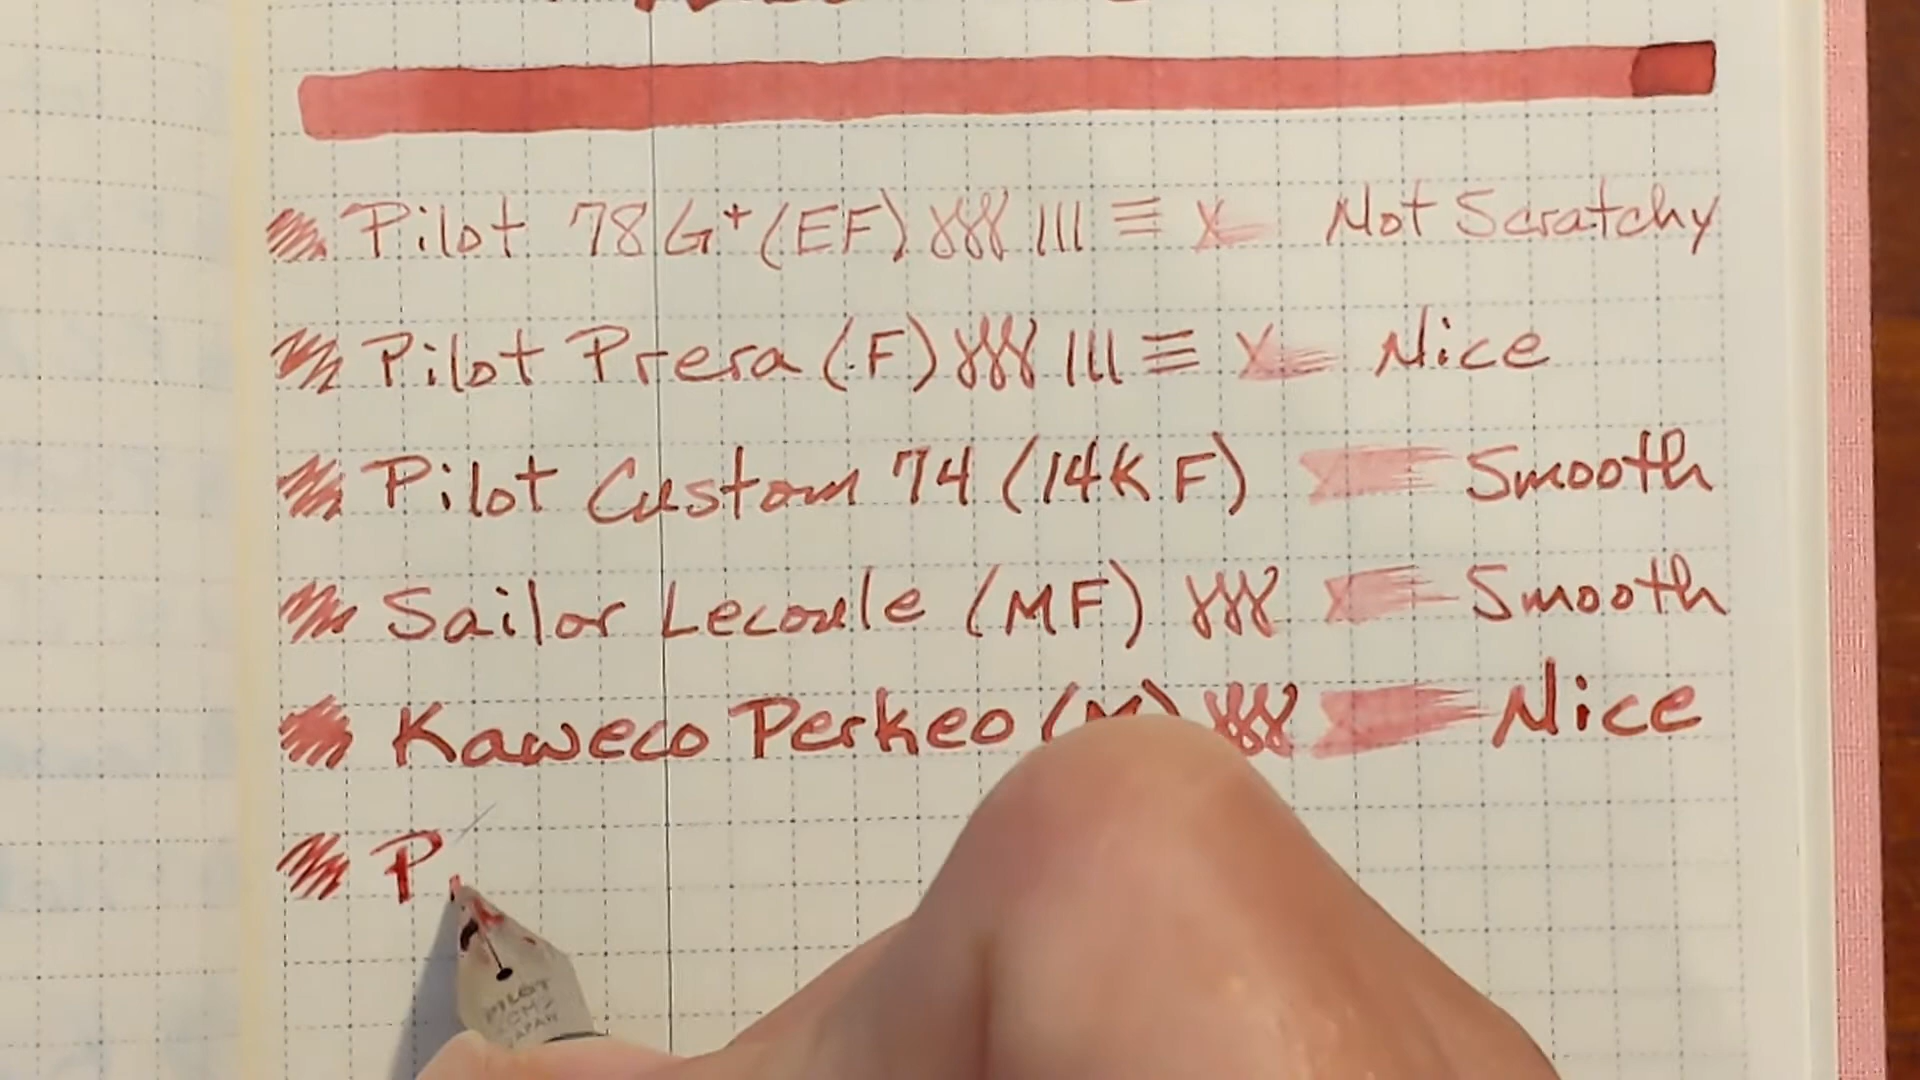 Pilot 78G+ (EF) Not Scratchy
Pilot Prera (F) Nice
Pilot Custom 74 (14K F) Smooth
Sailor Lecoule (MF) Smooth
Kaweco Perkeo (M) Nice
P
PILOT
JAPAN